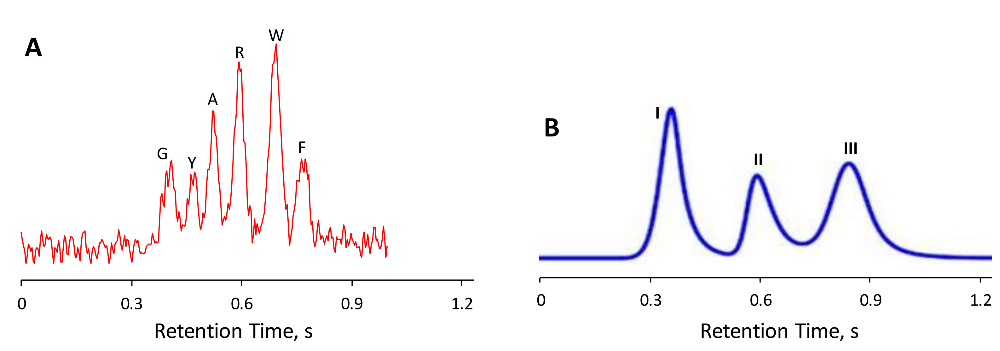 A
G
Y
A
R
W
F
0 0.3 0.6 0.9 1.2
Retention Time, s
B
I
II
III
0 0.3 0.6 0.9 1.2
Retention Time, s